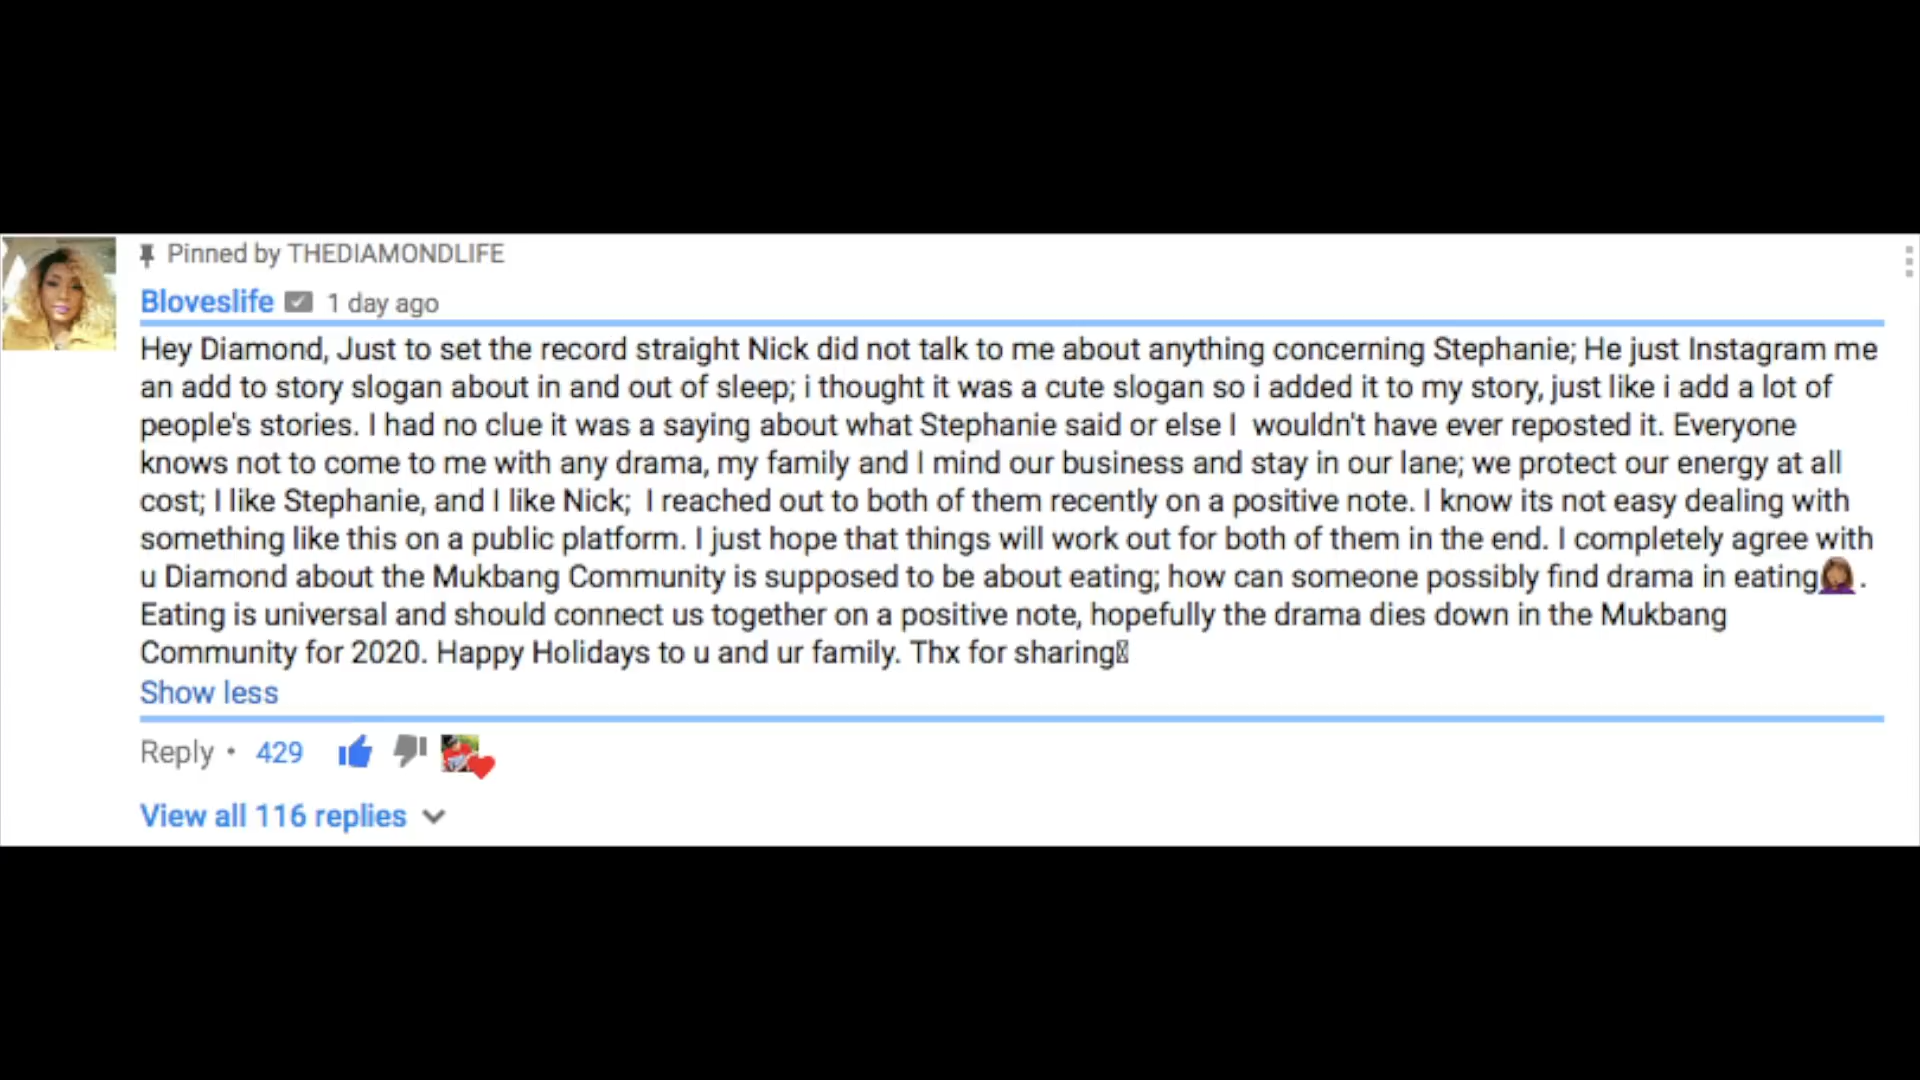 Pinned by THEDIAMONDLIFE
Bloveslife 1 day ago
Hey Diamond, Just to set the record straight Nick did not talk to me about anything concerning Stephanie; He just Instagram me
an add to story slogan about in and out of sleep; i thought it was a cute slogan so i added it to my story, just like i add a lot of
people's stories. I had no clue it was a saying about what Stephanie said or else I  wouldn't have ever reposted it. Everyone
knows not to come to me with any drama, my family and I mind our business and stay in our lane; we protect our energy at all
cost; I like Stephanie, and I like Nick;  I reached out to both of them recently on a positive note. I know its not easy dealing with
something like this on a public platform. I just hope that things will work out for both of them in the end. I completely agree with
u Diamond about the Mukbang Community is supposed to be about eating; how can someone possibly find drama in eating🤦🏾‍♀️.
Eating is universal and should connect us together on a positive note, hopefully the drama dies down in the Mukbang
Community for 2020. Happy Holidays to u and ur family. Thx for sharing
Show less
Reply • 429
View all 116 replies